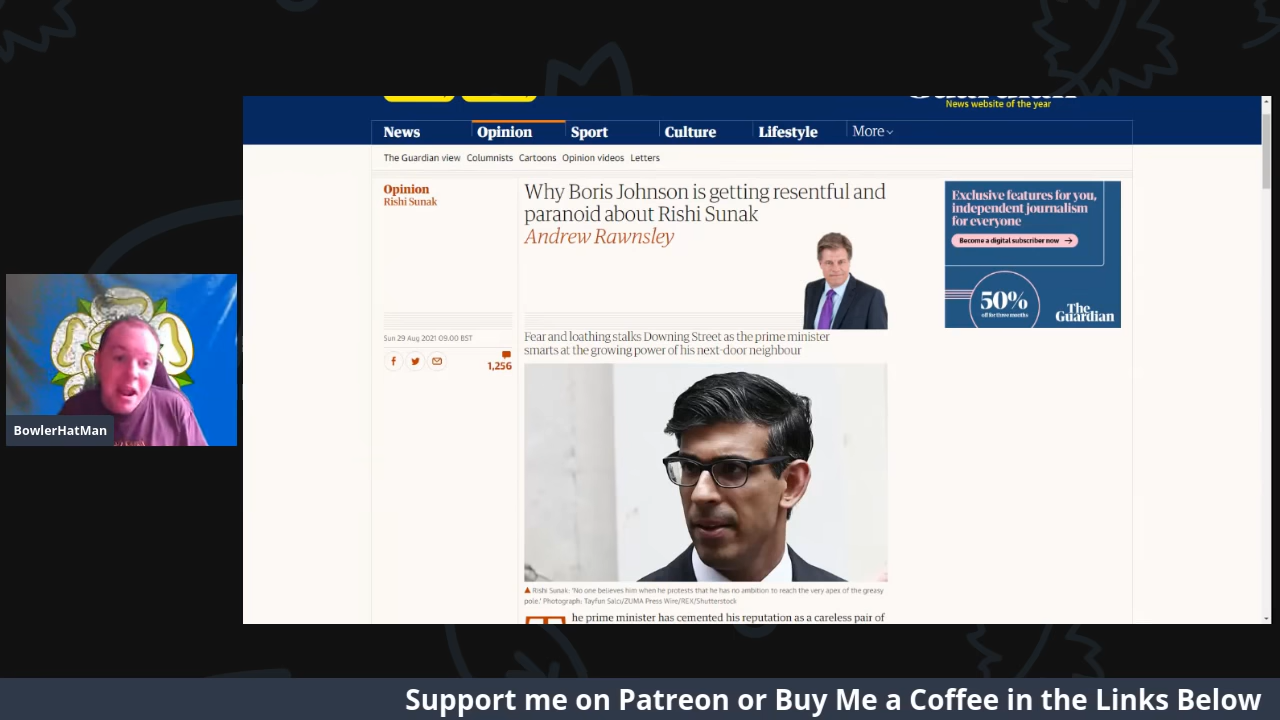 News website of the year
News
Opinion
Sport
Culture
Lifestyle
More
The Guardian view
Columnists
Cartoons
Opinion videos
Letters
Opinion
Rishi Sunak
Why Boris Johnson is getting resentful and
paranoid about Rishi Sunak
Andrew Rawnsley
Fear and loathing stalks Downing Street as the prime minister
smarts at the growing power of his next-door neighbour
Sun 29 Aug 2021 09.00 BST
1,256
Exclusive features for you,
independent journalism
for everyone
Become a digital subscriber now
50%
off for three months
The
Guardian
Rishi Sunak: 'No one believes him when he protests that he has no ambition to reach the very apex of the greasy
pole.' Photograph: Tayfun Salcı/ZUMA Press Wire/REX/Shutterstock
he prime minister has cemented his reputation as a careless pair of
BowlerHatMan
Support me on Patreon or Buy Me a Coffee in the Links Below